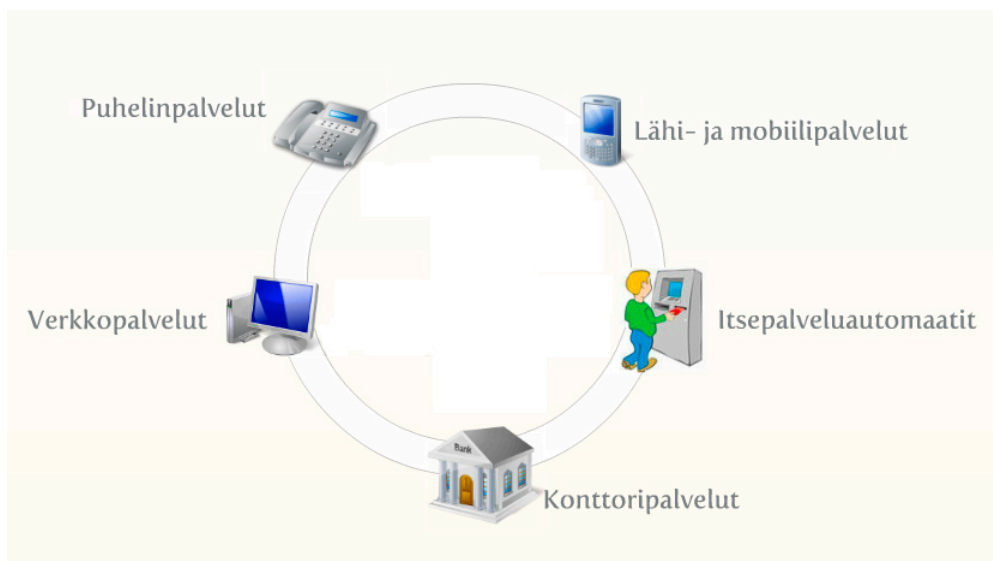 Puhelinpalvelut
Lähi- ja mobiilipalvelut
Verkkopalvelut
Itsepalveluautomaatit
Bank
Konttoripalvelut